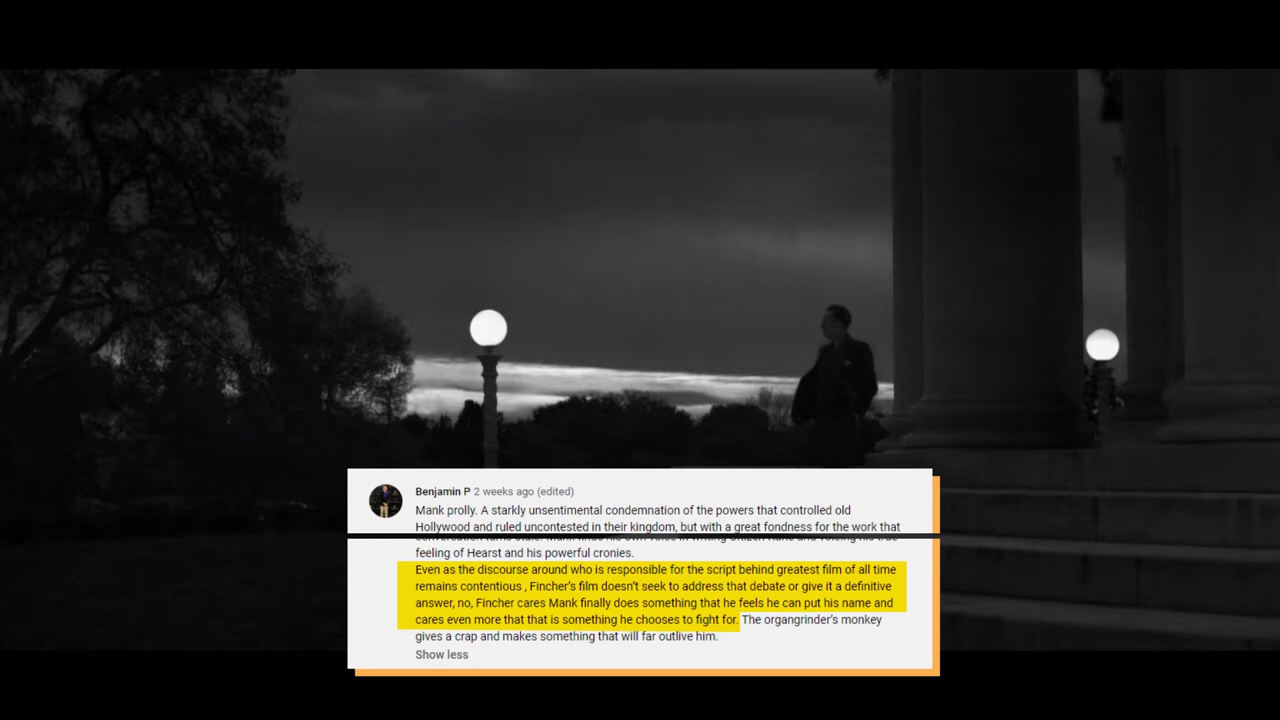 Benjamin P 2 weeks ago (edited)
Mank prolly. A starkly unsentimental condemnation of the powers that controlled old
Hollywood and ruled uncontested in their kingdom, but with a great fondness for the work that
feeling of Hearst and his powerful cronies.
Even as the discourse around who is responsible for the script behind greatest film of all time
remains contentious , Fincher's film doesn't seek to address that debate or give it a definitive
answer, no, Fincher cares Mank finally does something that he feels he can put his name and
cares even more that that is something he chooses to fight for. The organgrinder's monkey
gives a crap and makes something that will far outlive him.
Show less